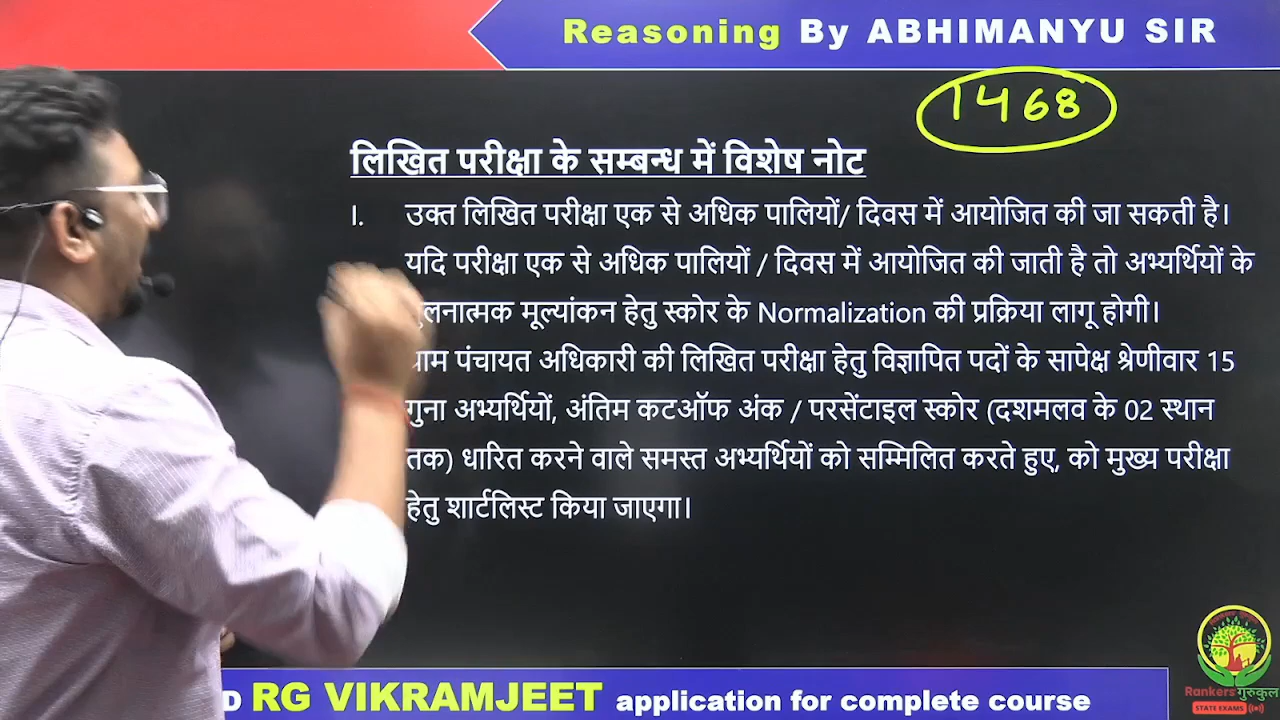 Reasoning By ABHIMANYU SIR
1468
लिखित परीक्षा के सम्बन्ध में विशेष नोट
I. उक्त लिखित परीक्षा एक से अधिक पालियों/ दिवस में आयोजित की जा सकती है।
यदि परीक्षा एक से अधिक पालियों / दिवस में आयोजित की जाती है तो अभ्यर्थियों के
मूल्यांकन हेतु स्कोर के Normalization की प्रक्रिया लागू होगी।
पंचायत अधिकारी की लिखित परीक्षा हेतु विज्ञापित पदों के सापेक्ष श्रेणीवार 15
गुना अभ्यर्थियों, अंतिम कटऑफ अंक / परसेंटाइल स्कोर (दशमलव के 02 स्थान
तक) धारित करने वाले समस्त अभ्यर्थियों को सम्मिलित करते हुए, को मुख्य परीक्षा
हेतु शार्टलिस्ट किया जाएगा।
D RG VIKRAMJEET application for complete course
Rankers गुरुकुल
STATE EXAMS